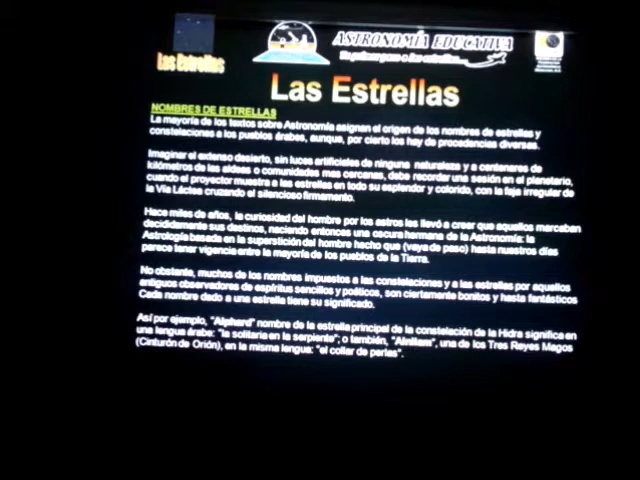 Las Estrellas
ASTRONOMÍA EDUCATIVA
Las Estrellas
NOMBRES DE ESTRELLAS
La mayoría de los textos sobre Astronomía asignan el origen de los nombres de estrellas y
constelaciones a los pueblos árabes, aunque, por cierto los hay de procedencias diversas.
Imaginar el extenso desierto, sin luces artificiales de ninguna naturaleza y a centenares de
kilómetros de las aldeas o comunidades mas cercanas, debe recordar una sesión en el planetario,
cuando el proyector muestra a las estrellas en todo su esplendor y colorido, con la faja irregular de
la Vía Láctea cruzando el silencioso firmamento.
Hace miles de años, la curiosidad del hombre por los astros les llevó a creer que aquellos marcaban
decididamente sus destinos, naciendo entonces una oscura hermana de la Astronomía: la
Astrología basada en la superstición del hombre hecho que (vaya de paso) hasta nuestros días
parece tener vigencia entre la mayoría de los pueblos de la Tierra.
No obstante, muchos de los nombres impuestos a las constelaciones y a las estrellas por aquellos
antiguos observadores de espíritus sencillos y poéticos, son ciertamente bonitos y hasta fantásticos
Cada nombre dado a una estrella tiene su significado.
Así por ejemplo, "Alphard" nombre de la estrella principal de la constelación de la Hidra significa en
una lengua árabe: "la solitaria en la serpiente"; o también, "Alnilam", una de los Tres Reyes Magos
(Cinturón de Orión), en la misma lengua: "el collar de perlas".